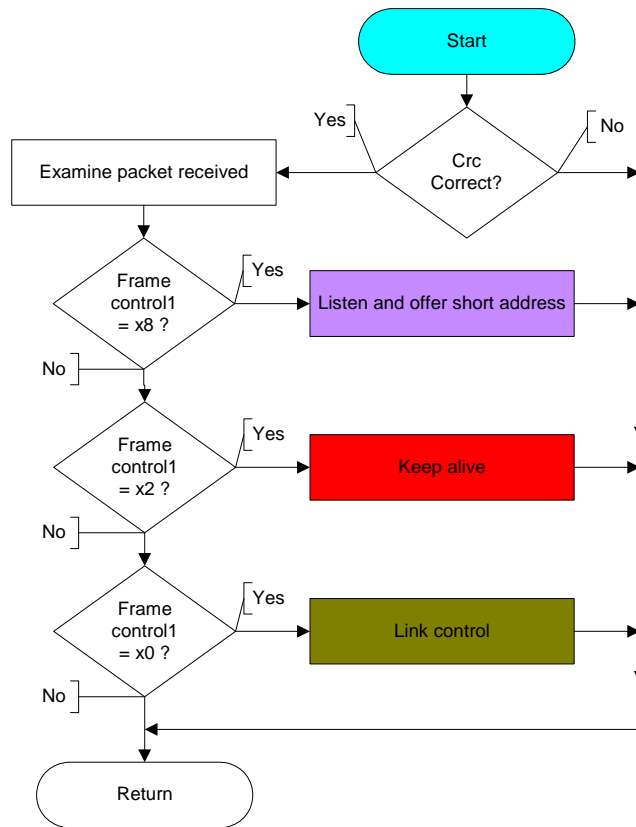 Start
Yes
No
Crc
Correct?
Examine packet received
Frame
control1
= x8 ?
Yes
Listen and offer short address
No
Frame
control1
= x2 ?
Yes
Keep alive
No
Frame
control1
= x0 ?
Yes
Link control
No
Return